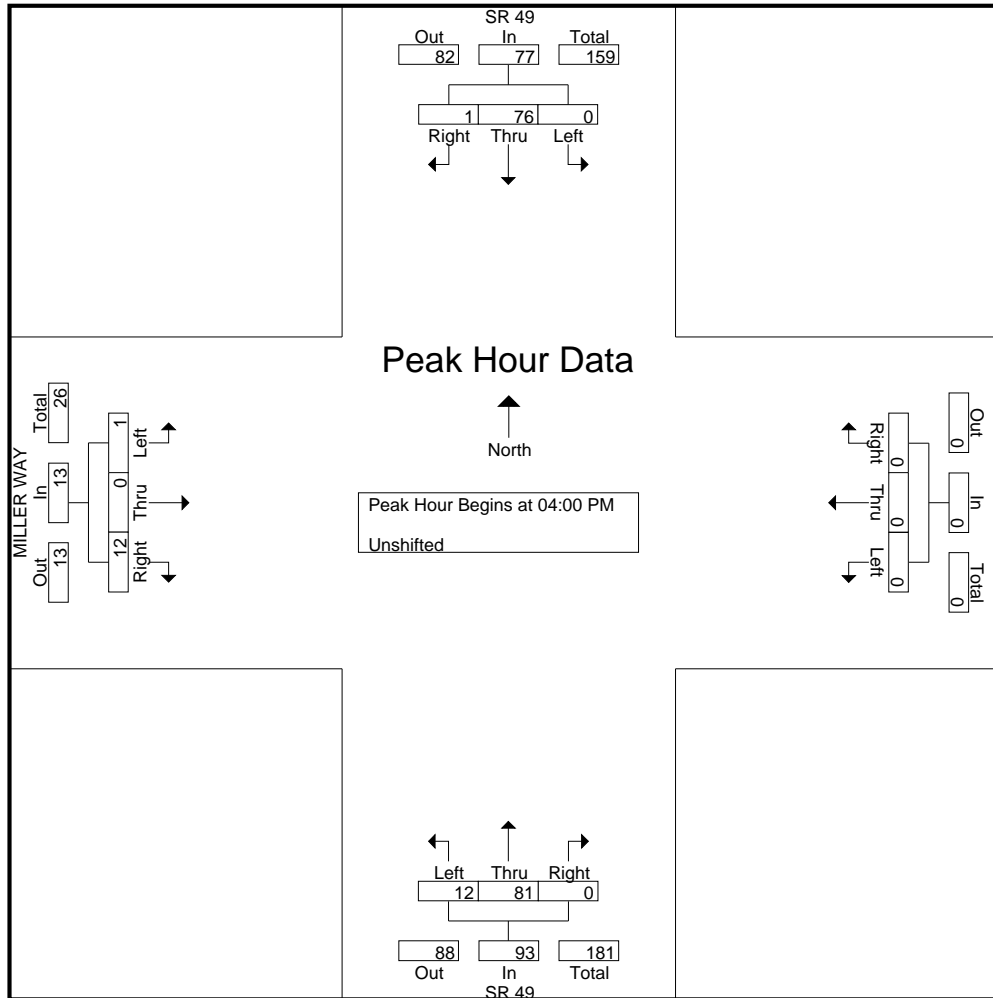 SR 49
Out In Total
82 77 159
1 76 0
Right Thru Left
Peak Hour Data
North
Peak Hour Begins at 04:00 PM
Unshifted
MILLER WAY
Out In Total
13 13 26
12 0 1
Right Thru Left
Out In Total
0 0 0
0 0 0
Right Thru Left
Left Thru Right
12 81 0
88 93 181
Out In Total
SR 49